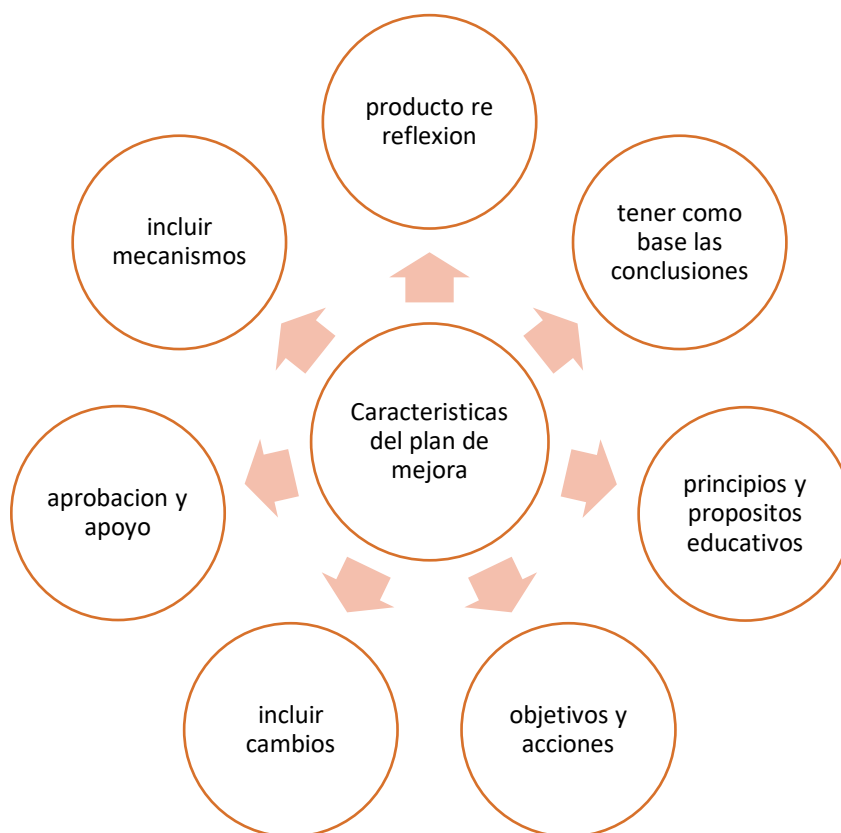 producto re
reflexion
tener como
base las
conclusiones
principios y
propositos
educativos
objetivos y
acciones
incluir
cambios
aprobacion y
apoyo
incluir
mecanismos
Caracteristicas
del plan de
mejora